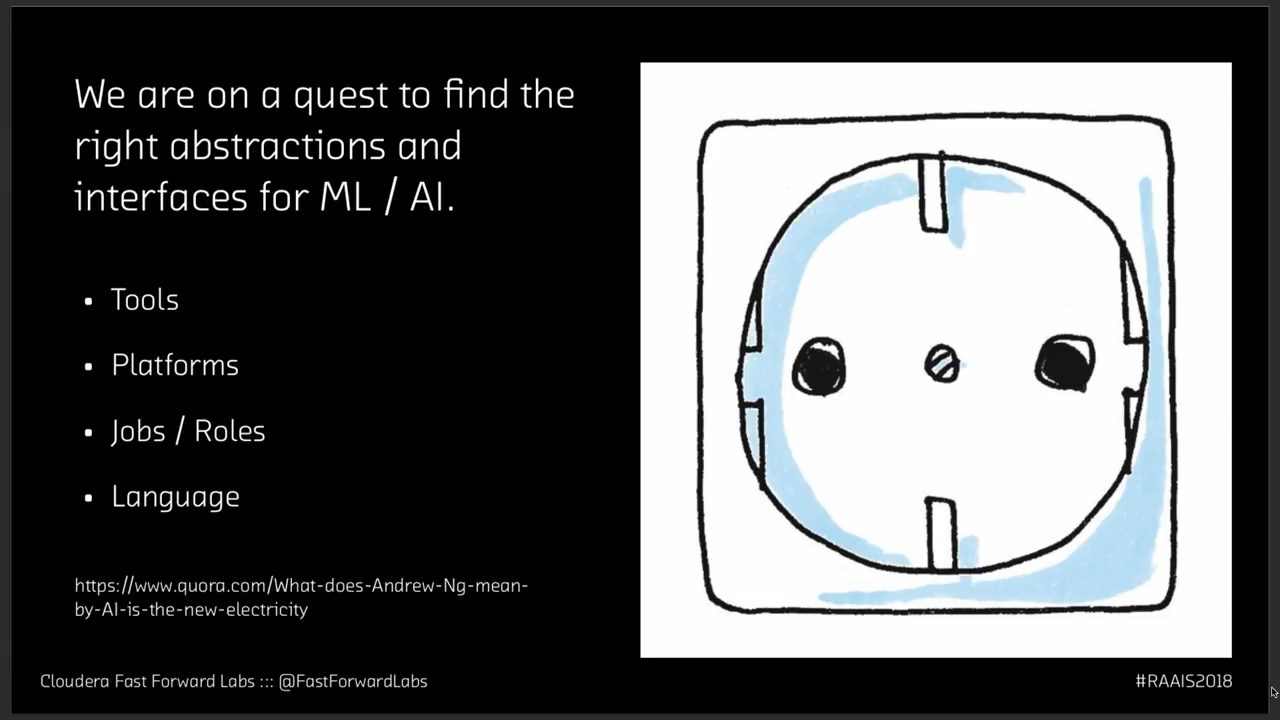 We are on a quest to find the
right abstractions and
interfaces for ML / AI.
• Tools
• Platforms
• Jobs / Roles
• Language
https://www.quora.com/What-does-Andrew-Ng-mean-
by-AI-is-the-new-electricity
Cloudera Fast Forward Labs ::: @FastForwardLabs
#RAAIS2018